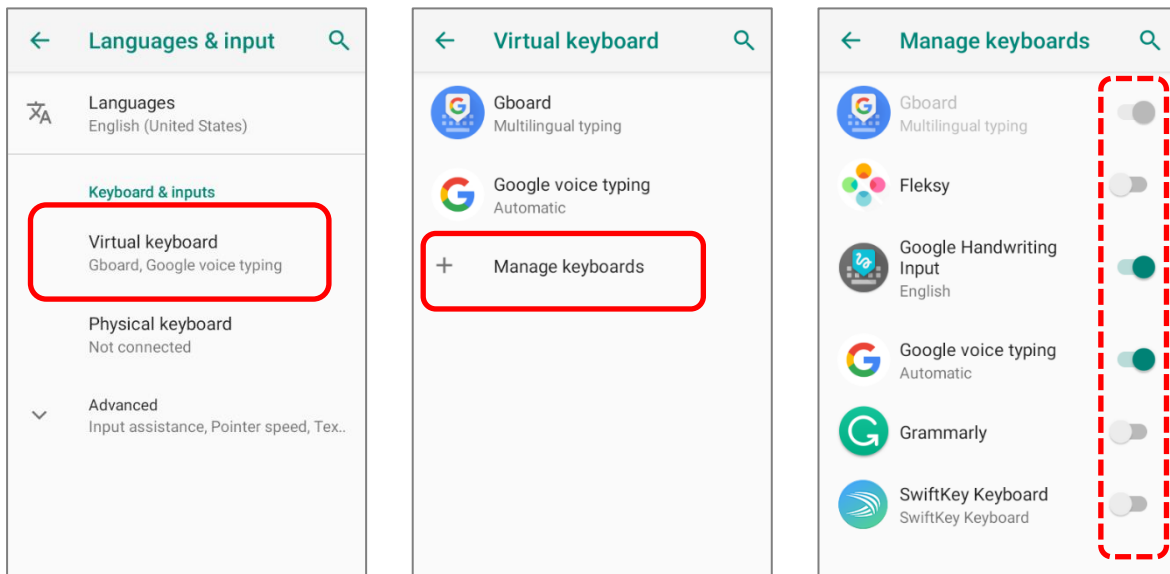 Languages & input
Languages
English (United States)
Keyboard & inputs
Virtual keyboard
Gboard, Google voice typing
Physical keyboard
Not connected
Advanced
Input assistance, Pointer speed, Tex..
Virtual keyboard
Gboard
Multilingual typing
Google voice typing
Automatic
Manage keyboards
Manage keyboards
Gboard
Multilingual typing
Fleksy
Google Handwriting
Input
English
Google voice typing
Automatic
Grammarly
SwiftKey Keyboard
SwiftKey Keyboard